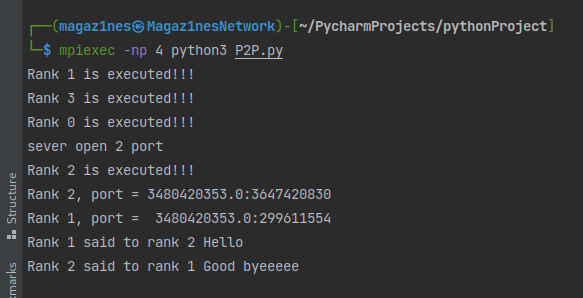 ┌──(magaz1nes㉿Magaz1nesNetwork)-[~/PycharmProjects/pythonProject]
└─$ mpiexec -np 4 python3 P2P.py
Rank 1 is executed!!!
Rank 3 is executed!!!
Rank 0 is executed!!!
sever open 2 port
Rank 2 is executed!!!
Rank 2, port = 3480420353.0:3647420830
Rank 1, port =  3480420353.0:299611554
Rank 1 said to rank 2 Hello
Rank 2 said to rank 1 Good byeeeee
Structure
kmarks